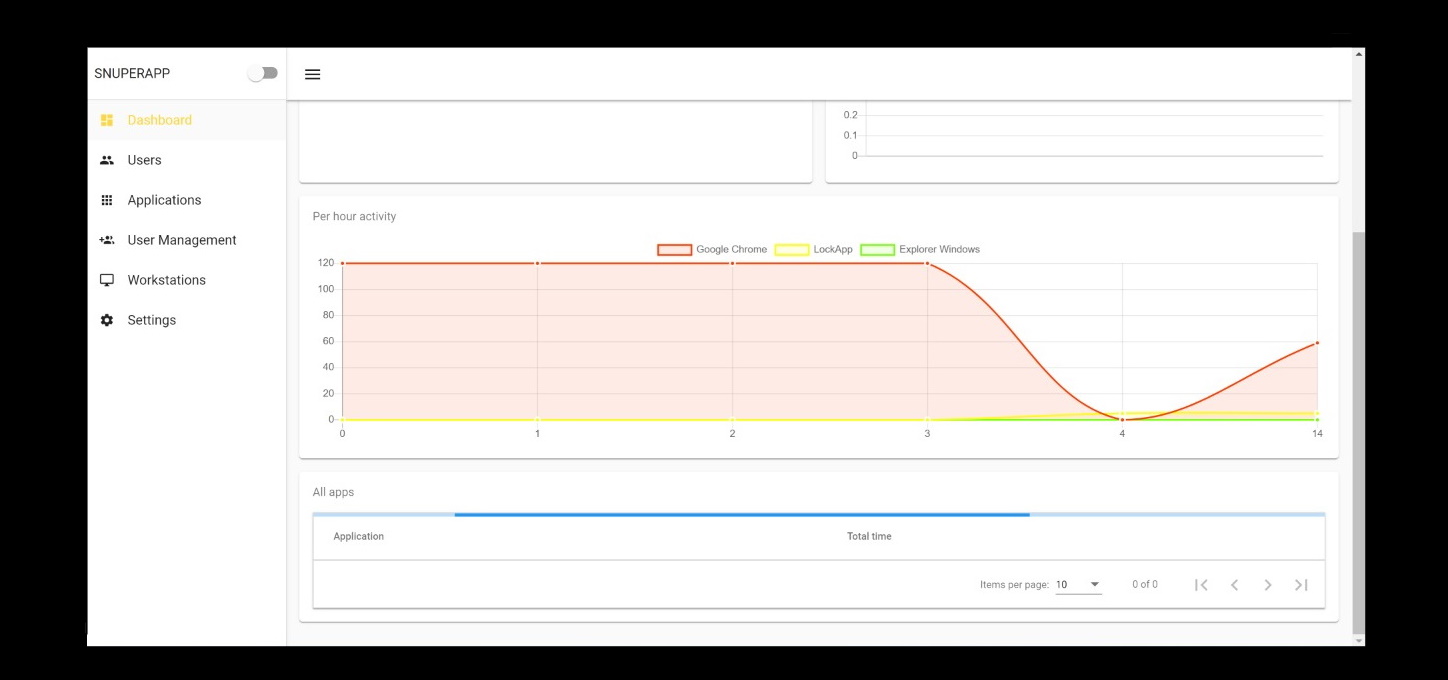 SNUPERAPP
Dashboard
Users
Applications
User Management
Workstations
Settings
0.2
0.1
0
Per hour activity
Google Chrome LockApp Explorer Windows
120
100
80
60
40
20
0
0 1 2 3 4 14
All apps
Application Total time
Items per page: 10 0 of 0